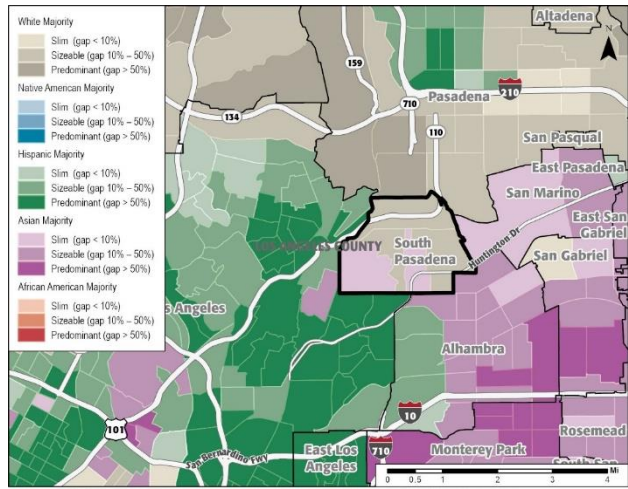 White Majority
Slim (gap < 10%)
Sizeable (gap 10% – 50%)
Predominant (gap > 50%)
Native American Majority
Slim (gap < 10%)
Sizeable (gap 10% – 50%)
Predominant (gap > 50%)
Hispanic Majority
Slim (gap < 10%)
Sizeable (gap 10% – 50%)
Predominant (gap > 50%)
Asian Majority
Slim (gap < 10%)
Sizeable (gap 10% – 50%)
Predominant (gap > 50%)
African American Majority
Slim (gap < 10%)
Sizeable (gap 10% – 50%)
Predominant (gap > 50%)
Altadena
N
159
710
Pasadena
210
134
110
San Pasqual
East Pasadena
San Marino
East San
Gabriel
LOS ANGELES COUNTY
South
Pasadena
Huntington Dr
San Gabriel
s Angeles
Alhambra
101
10
San Bernardino Fwy
East Los
Angeles
710
Monterey Park
Rosemead
South San
Mi
0 0.5 1 2 3 4